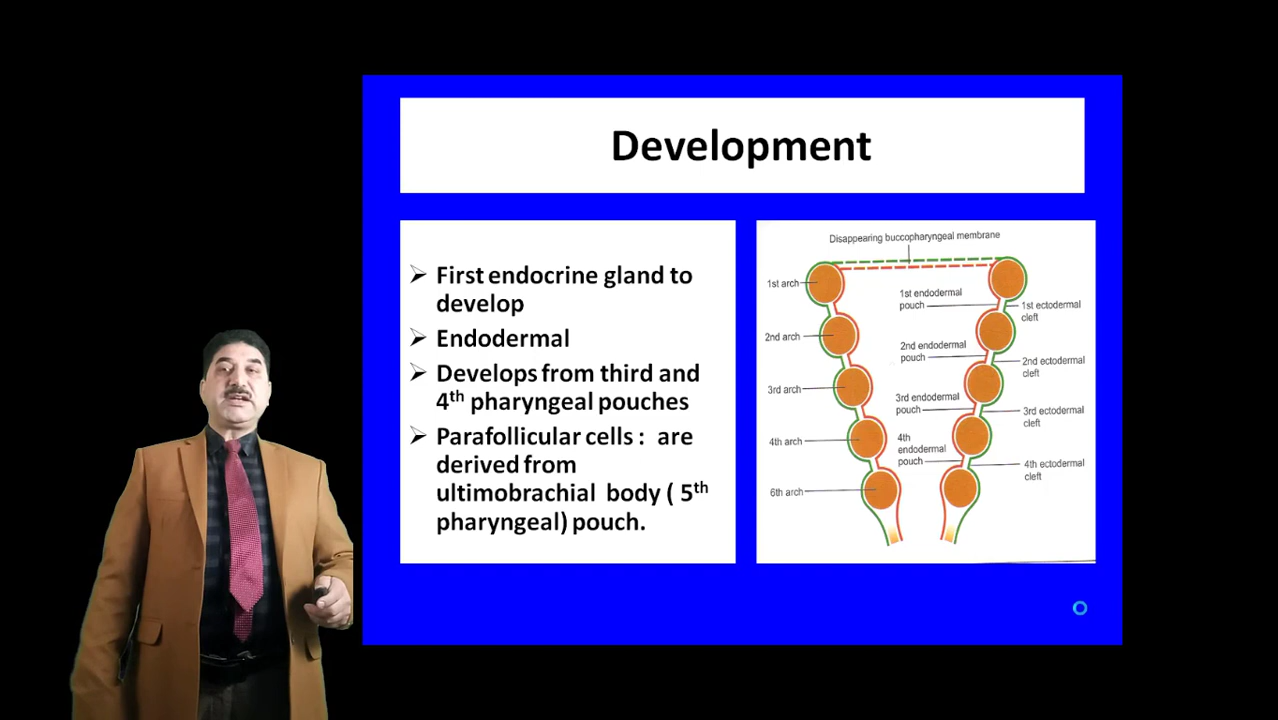 Development
➢ First endocrine gland to
develop
➢ Endodermal
➢ Develops from third and
4th pharyngeal pouches
➢ Parafollicular cells : are
derived from
ultimobrachial body ( 5th
pharyngeal) pouch.
Disappearing buccopharyngeal membrane
1st arch
2nd arch
3rd arch
4th arch
6th arch
1st endodermal
pouch
2nd endodermal
pouch
3rd endodermal
pouch
4th
endodermal
pouch
1st ectodermal
cleft
2nd ectodermal
cleft
3rd ectodermal
cleft
4th ectodermal
cleft